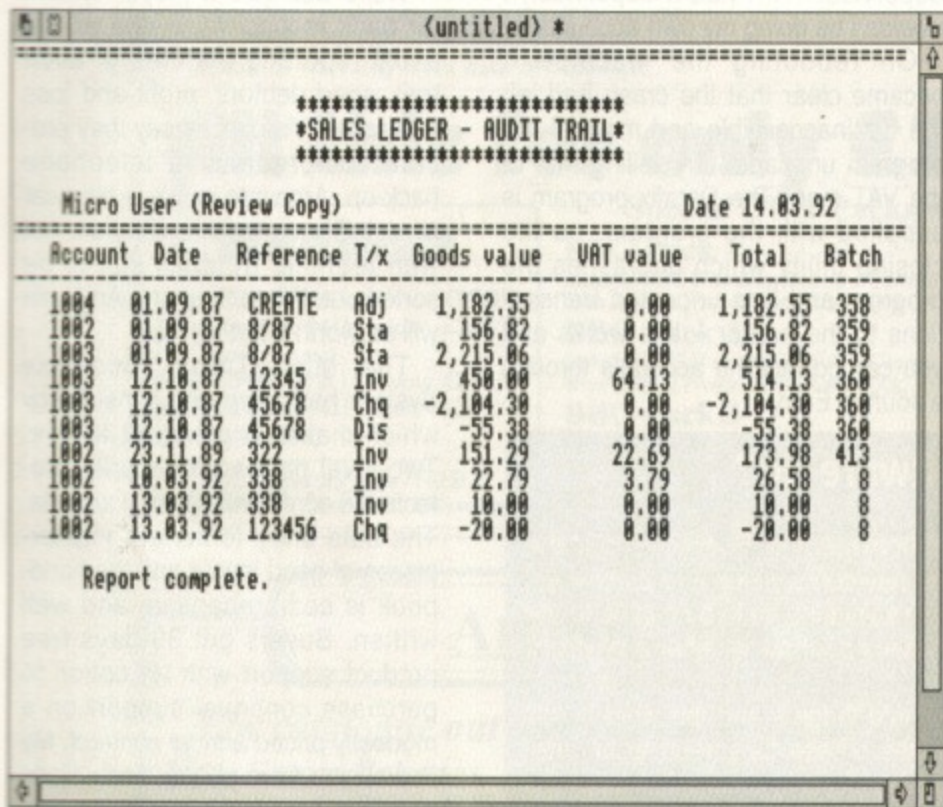 <untitled> *
================================================================
*****************************
*SALES LEDGER - AUDIT TRAIL*
*****************************
Micro User (Review Copy) Date 14.03.92
================================================================
Account Date Reference T/x Goods value VAT value Total Batch
1004 01.09.87 CREATE Adj 1,182.55 0.00 1,182.55 358
1002 01.09.87 8/87 Sta 156.82 0.00 156.82 359
1003 01.09.87 8/87 Sta 2,215.06 0.00 2,215.06 359
1003 12.10.87 12345 Inv 450.00 64.13 514.13 360
1003 12.10.87 45678 Chq -2,104.30 0.00 -2,104.30 360
1003 12.10.87 45678 Dis -55.38 0.00 -55.38 360
1002 23.11.89 322 Inv 151.29 22.69 173.98 413
1002 10.03.92 338 Inv 22.79 3.79 26.58 8
1002 13.03.92 338 Inv 10.00 0.00 10.00 8
1002 13.03.92 123456 Chq -20.00 0.00 -20.00 8
Report complete.